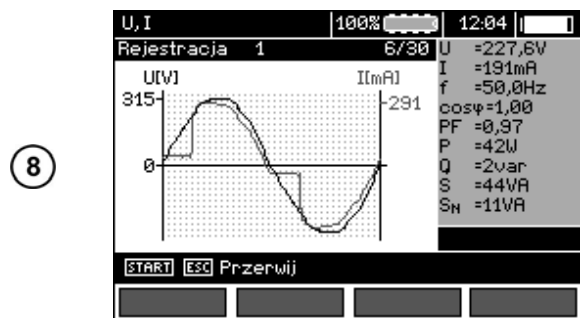 8
U,I 100% 12:04
Rejestracja 1 6/30
U[V] I[mA]
315 291
0
U =227,6V
I =191mA
f =50,0Hz
cosφ=1,00
PF =0,97
P =42W
Q =2var
S =44VA
SN =11VA
START ESC Przerwij